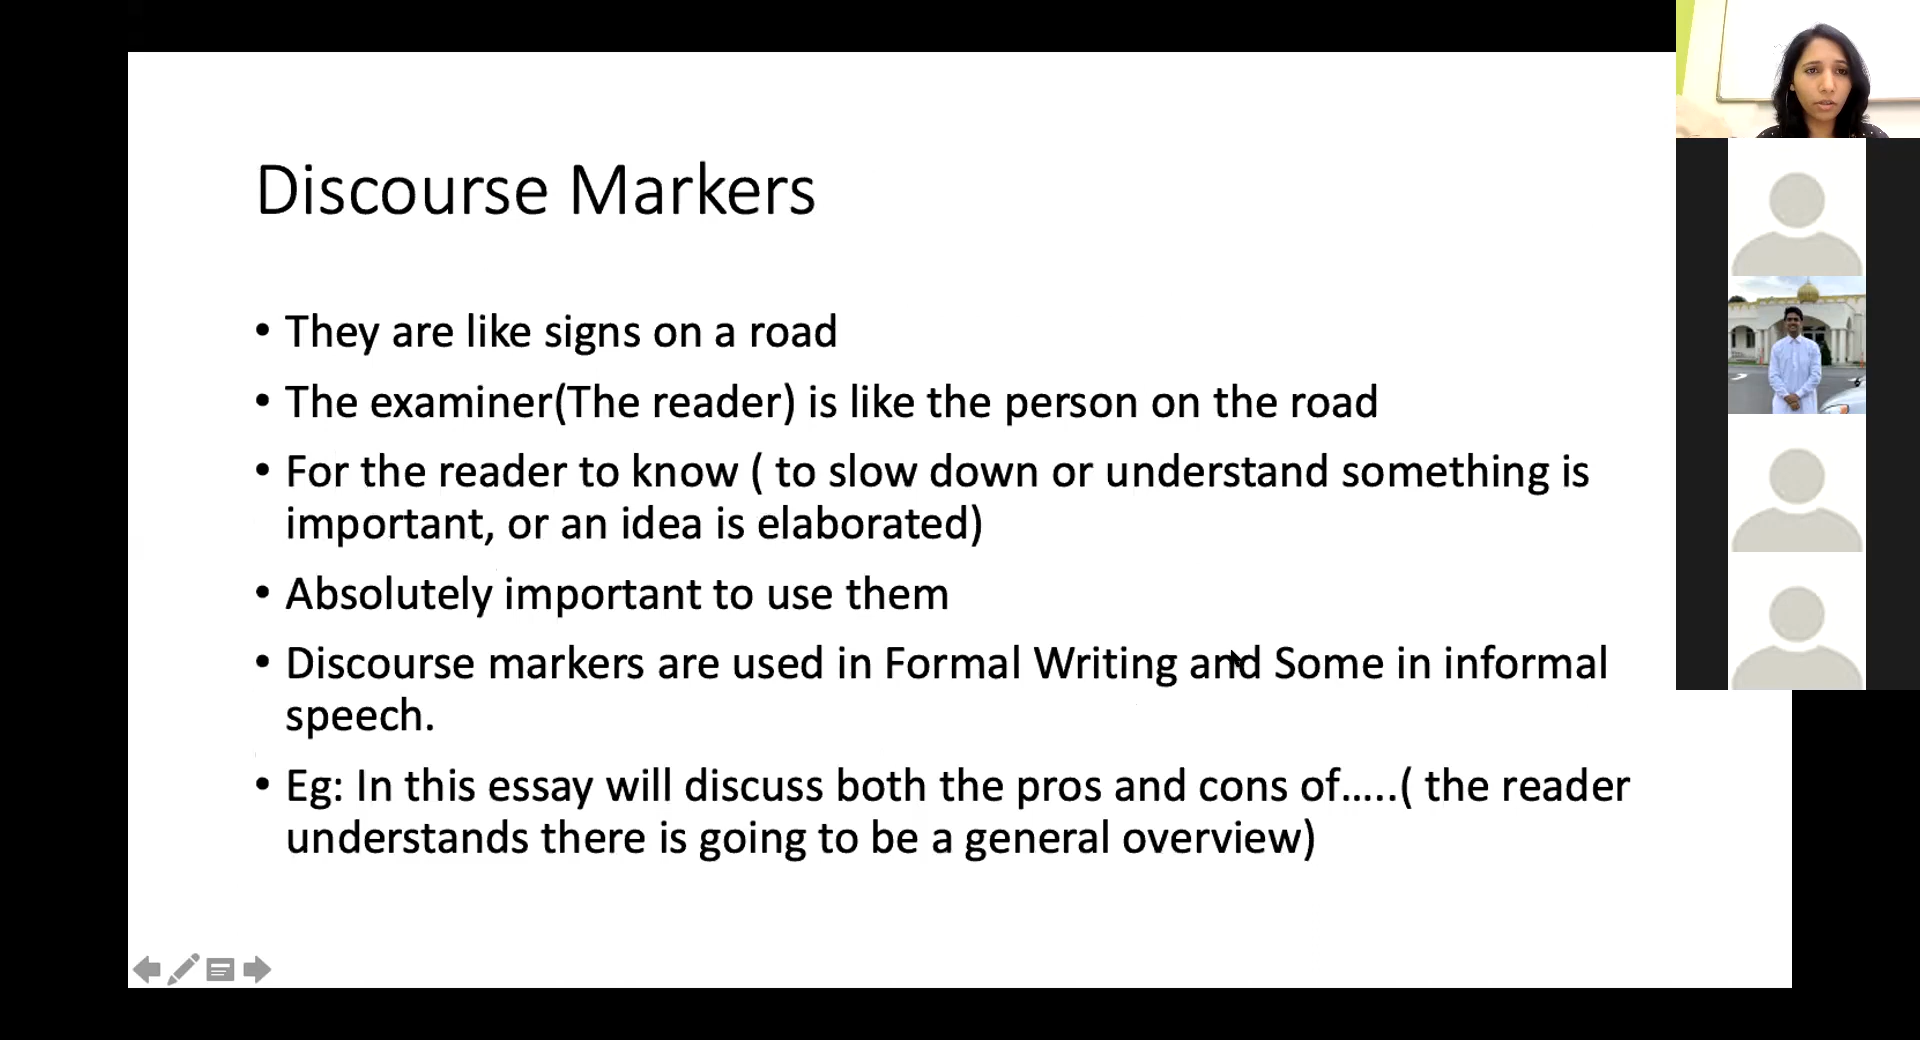 Discourse Markers
• They are like signs on a road
• The examiner(The reader) is like the person on the road
• For the reader to know ( to slow down or understand something is
important, or an idea is elaborated)
• Absolutely important to use them
• Discourse markers are used in Formal Writing and Some in informal
speech.
• Eg: In this essay will discuss both the pros and cons of.....( the reader
understands there is going to be a general overview)